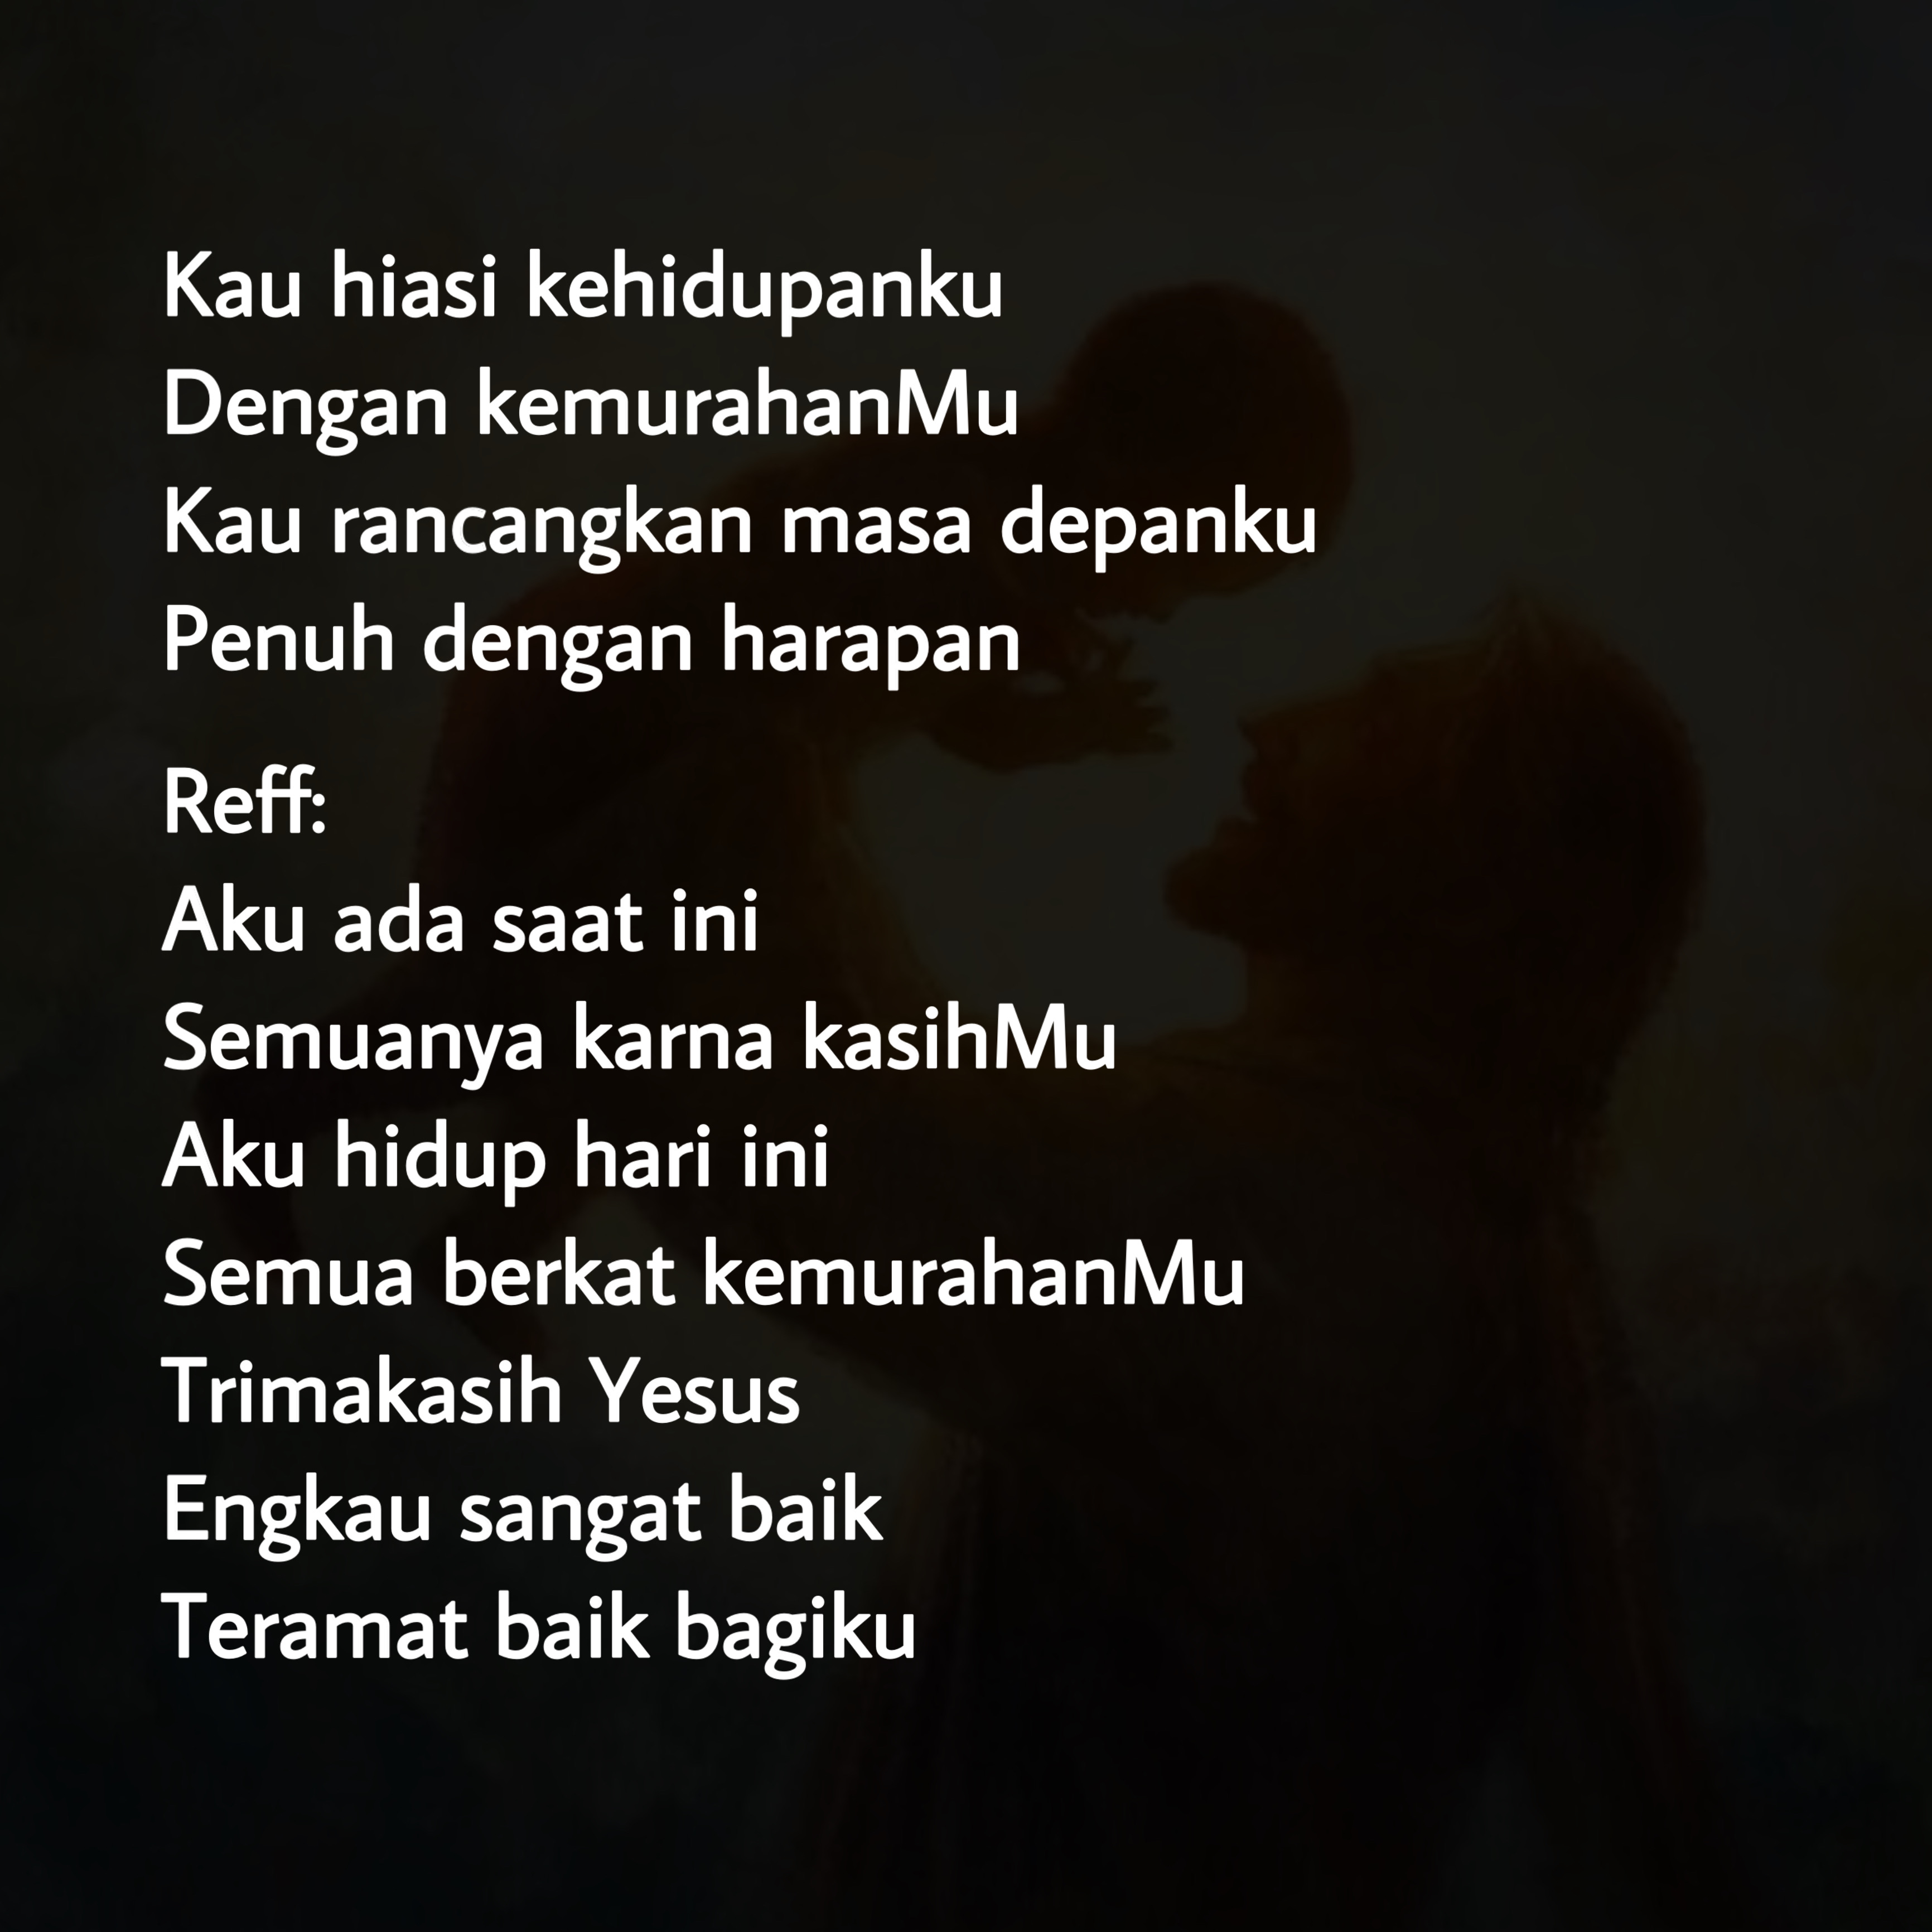 Kau hiasi kehidupanku
Dengan kemurahanMu
Kau rancangkan masa depanku
Penuh dengan harapan
Reff:
Aku ada saat ini
Semuanya karna kasihMu
Aku hidup hari ini
Semua berkat kemurahanMu
Trimakasih Yesus
Engkau sangat baik
Teramat baik bagiku